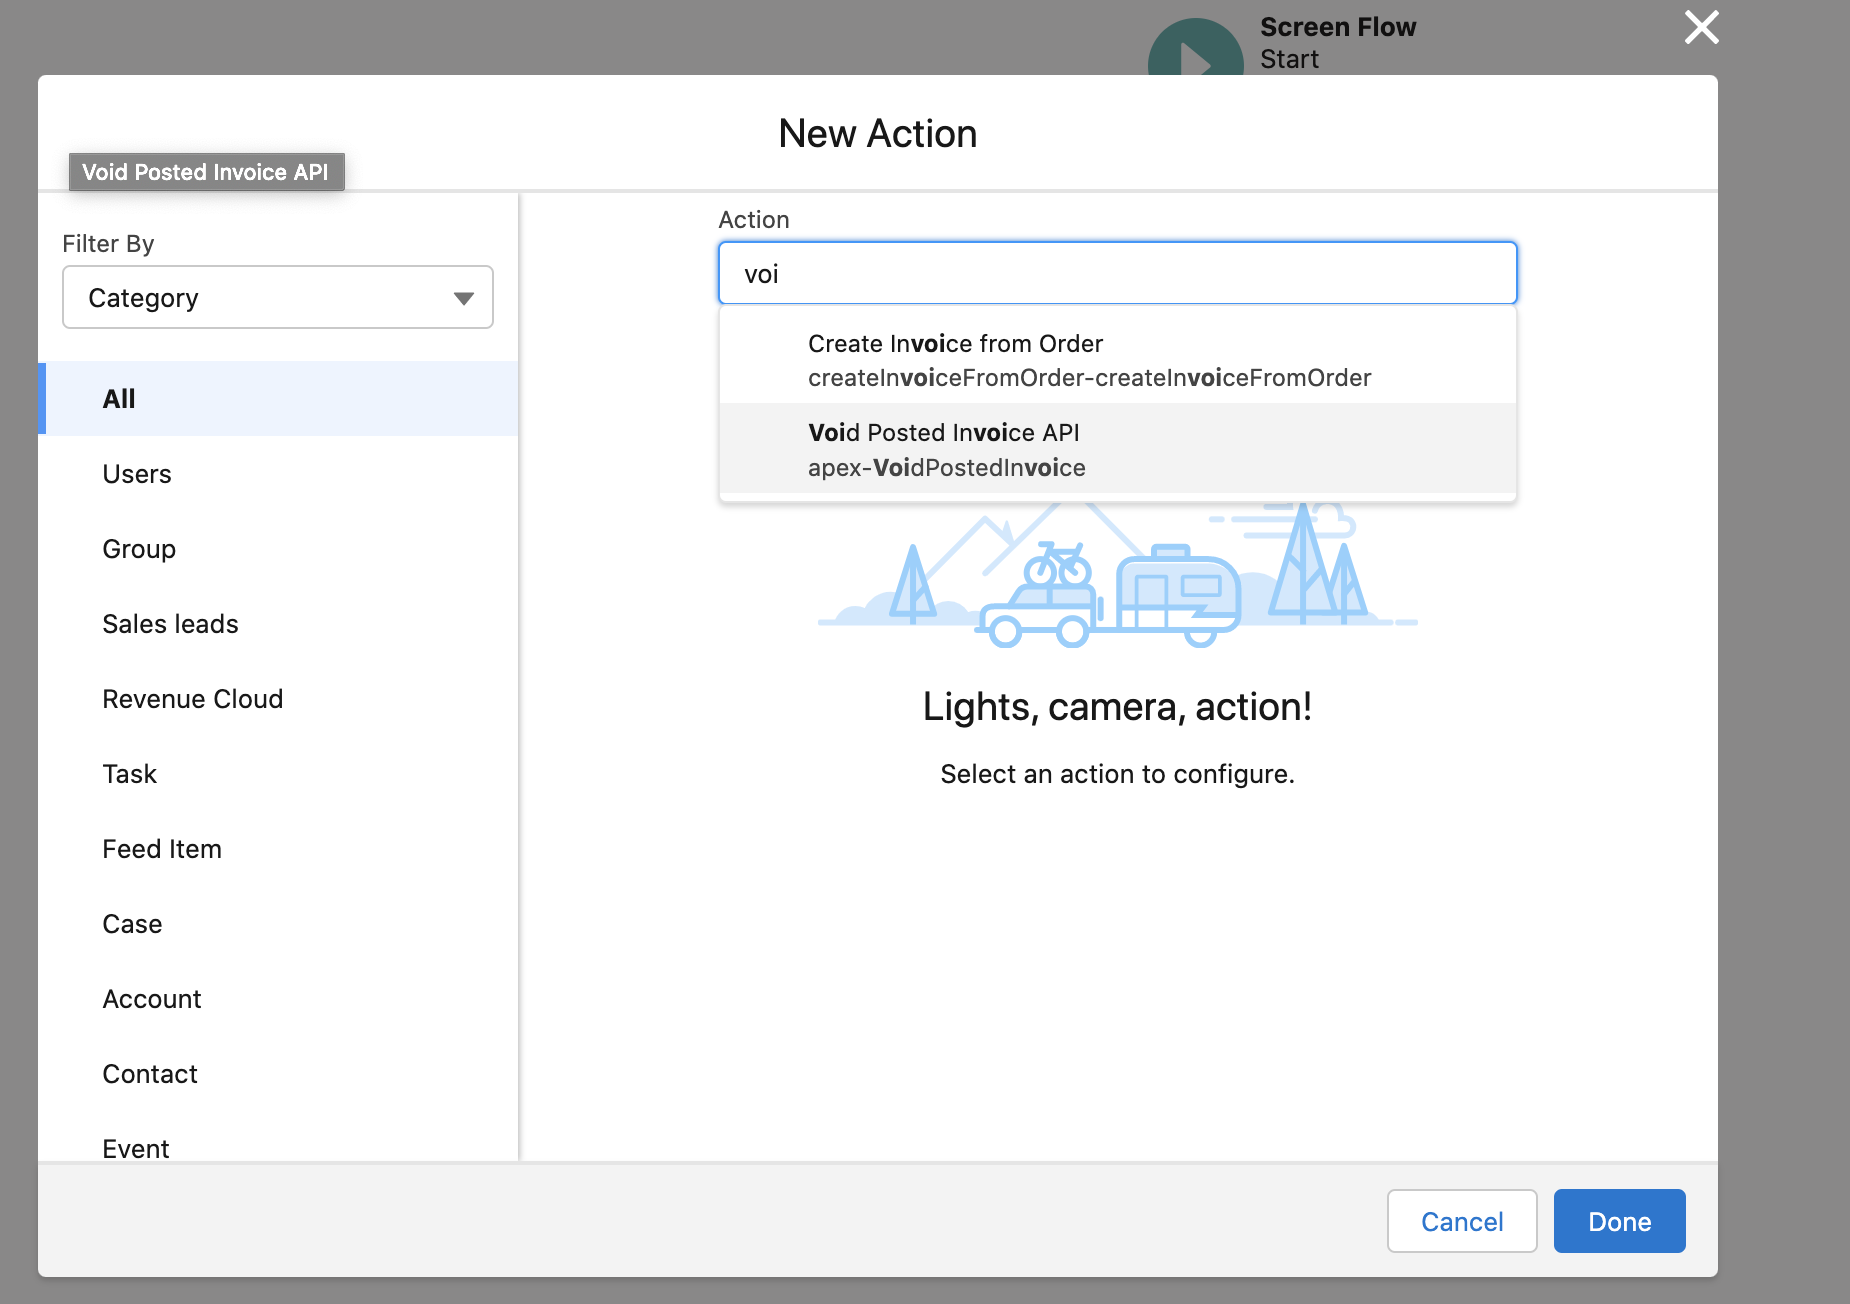 Screen Flow
Start
New Action
Void Posted Invoice API
Filter By
Category
All
Users
Group
Sales leads
Revenue Cloud
Task
Feed Item
Case
Account
Contact
Event
Action
voi
Create Invoice from Order
createInvoiceFromOrder-createInvoiceFromOrder
Void Posted Invoice API
apex-VoidPostedInvoice
Lights, camera, action!
Select an action to configure.
Cancel
Done